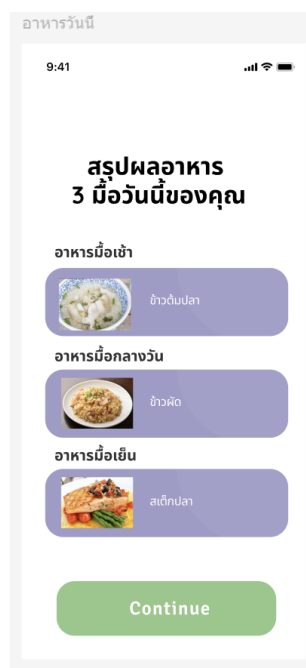 อาหารวันนี้
9:41
สรุปผลอาหาร
3 มื้อวันนี้ของคุณ
อาหารมื้อเช้า
ข้าวต้มปลา
อาหารมื้อกลางวัน
ข้าวผัด
อาหารมื้อเย็น
สเต็กปลา
Continue